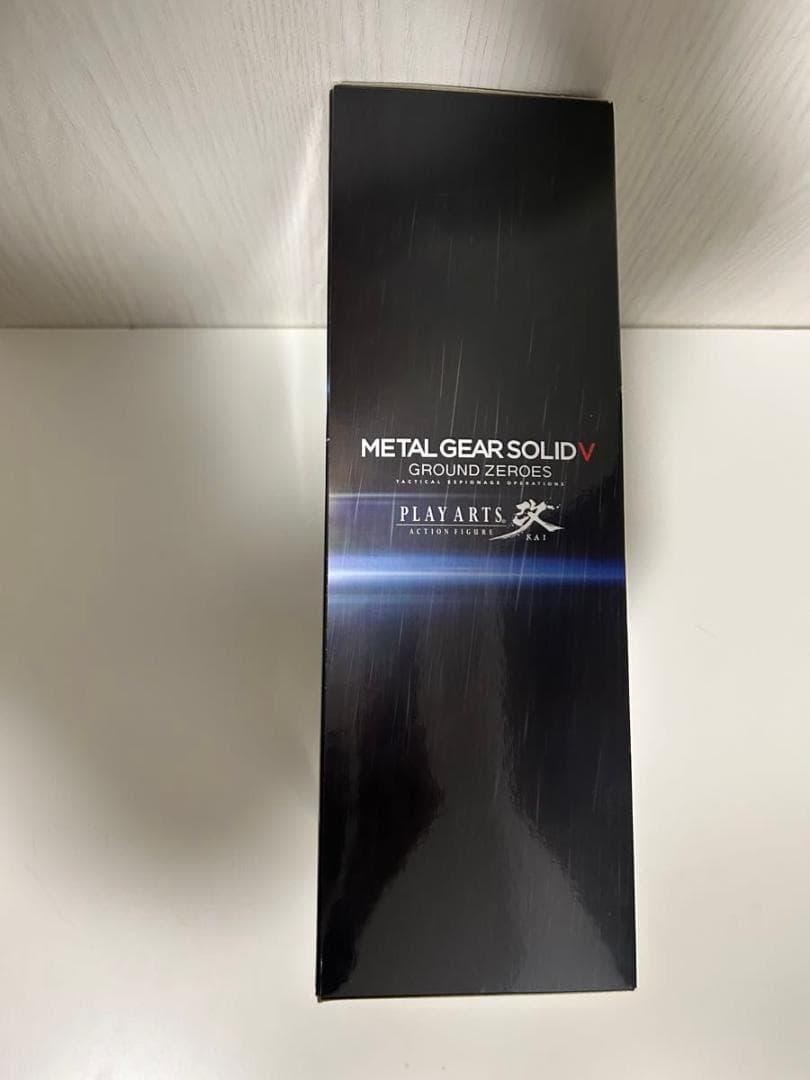 METAL GEAR SOLID V
GROUND ZEROES
TACTICAL ESPIONAGE OPERATIONS
PLAY ARTS® 改
ACTION FIGURE KAI